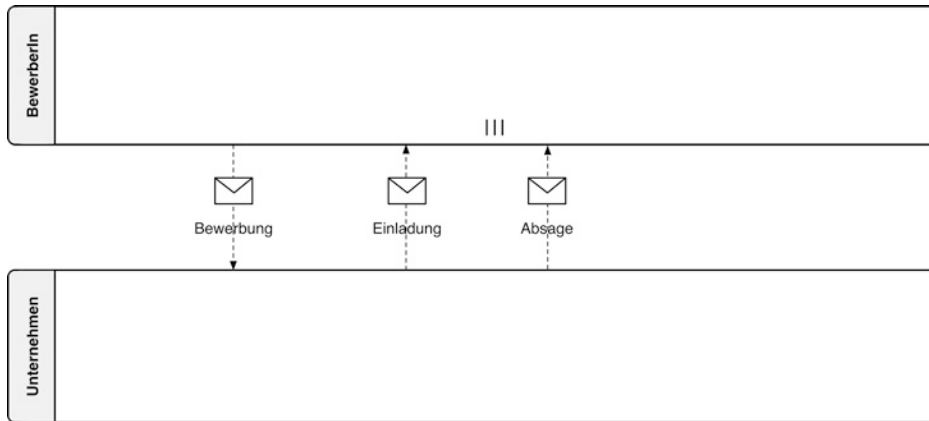 BewerberIn
Bewerbung
Einladung
Absage
Unternehmen